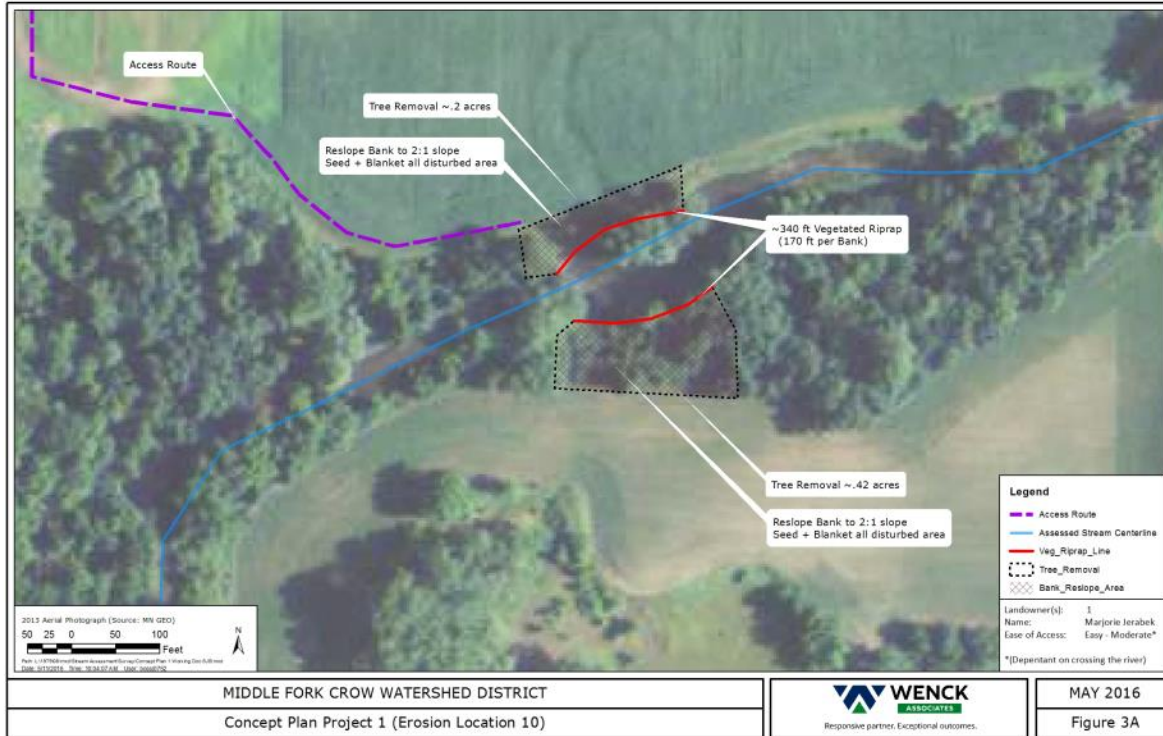 Access Route
Tree Removal ~.2 acres
Reslope Bank to 2:1 slope
Seed + Blanket all disturbed area
~340 ft Vegetated Riprap
(170 ft per Bank)
Tree Removal ~.42 acres
Reslope Bank to 2:1 slope
Seed + Blanket all disturbed area
Legend
Access Route
Assessed Stream Centerline
Veg_Riprap_Line
Tree_Removal
Bank_Reslope_Area
Landowner(s): 1
Name: Marjorie Jerabek
Ease of Access: Easy - Moderate*
*(Dependant on crossing the river)
2013 Aerial Photograph (Source: MN GEO)
50 25 0 50 100
Feet
N
MIDDLE FORK CROW WATERSHED DISTRICT
Concept Plan Project 1 (Erosion Location 10)
WENCK
ASSOCIATES
Responsive partner. Exceptional outcomes.
MAY 2016
Figure 3A